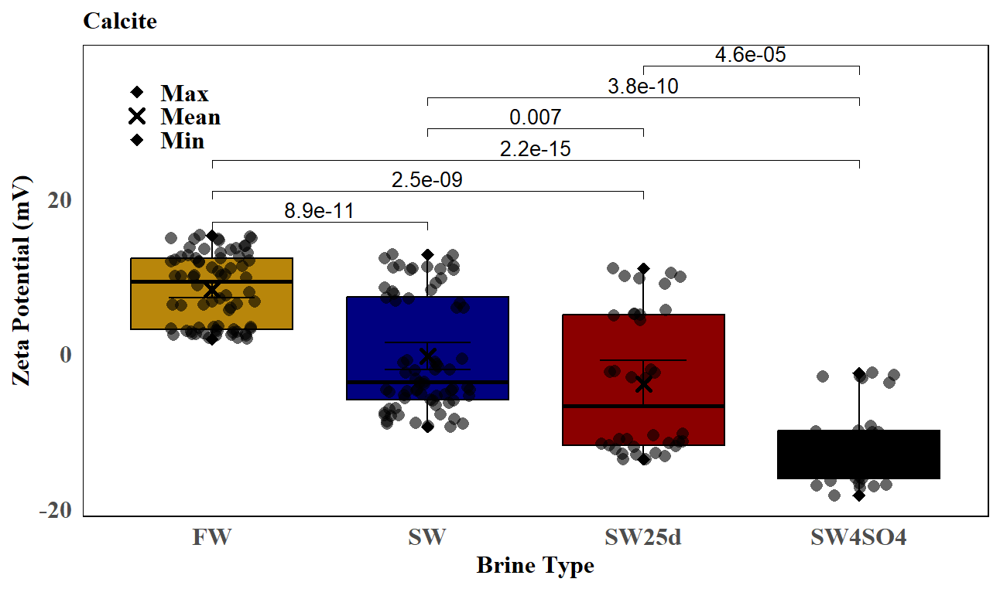 Calcite
4.6e-05
Max
3.8e-10
Mean
0.007
Min
2.2e-15
2.5e-09
8.9e-11
Zeta Potential (mV)
20
0
-20
FW SW SW25d SW4SO4
Brine Type